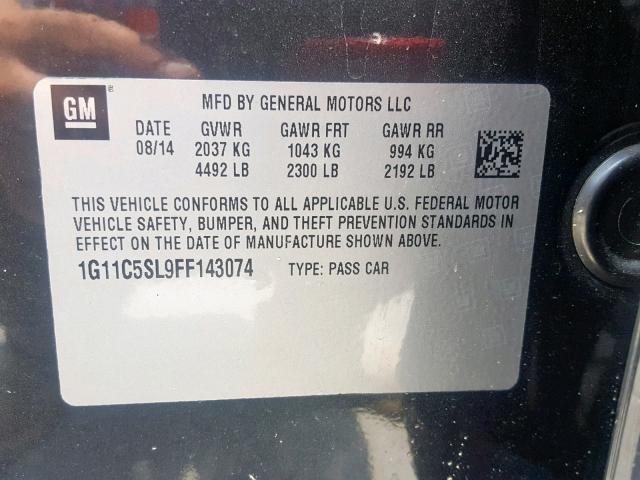 GM ® MFD BY GENERAL MOTORS LLC
DATE GVWR GAWR FRT GAWR RR
08/14 2037 KG 1043 KG 994 KG
4492 LB 2300 LB 2192 LB
THIS VEHICLE CONFORMS TO ALL APPLICABLE U.S. FEDERAL MOTOR
VEHICLE SAFETY, BUMPER, AND THEFT PREVENTION STANDARDS IN
EFFECT ON THE DATE OF MANUFACTURE SHOWN ABOVE.
1G11C5SL9FF143074 TYPE: PASS CAR